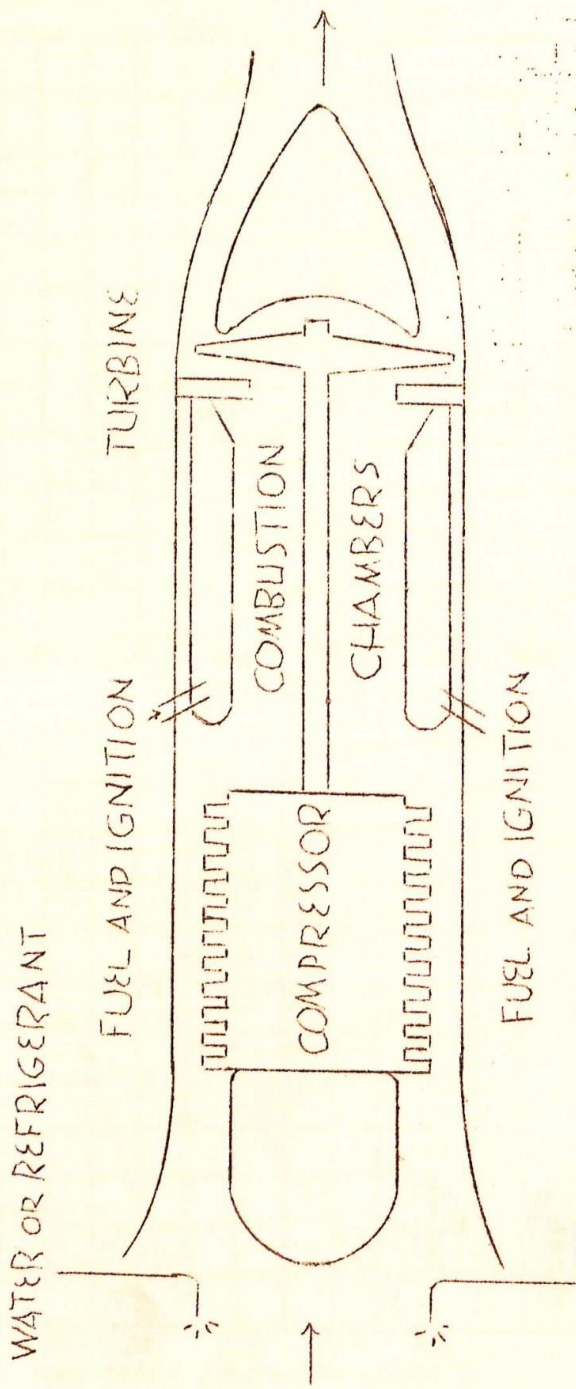 WATER OR REFRIGERANT
FUEL AND IGNITION
TURBINE
COMPRESSOR
COMBUSTION
CHAMBERS
FUEL AND IGNITION